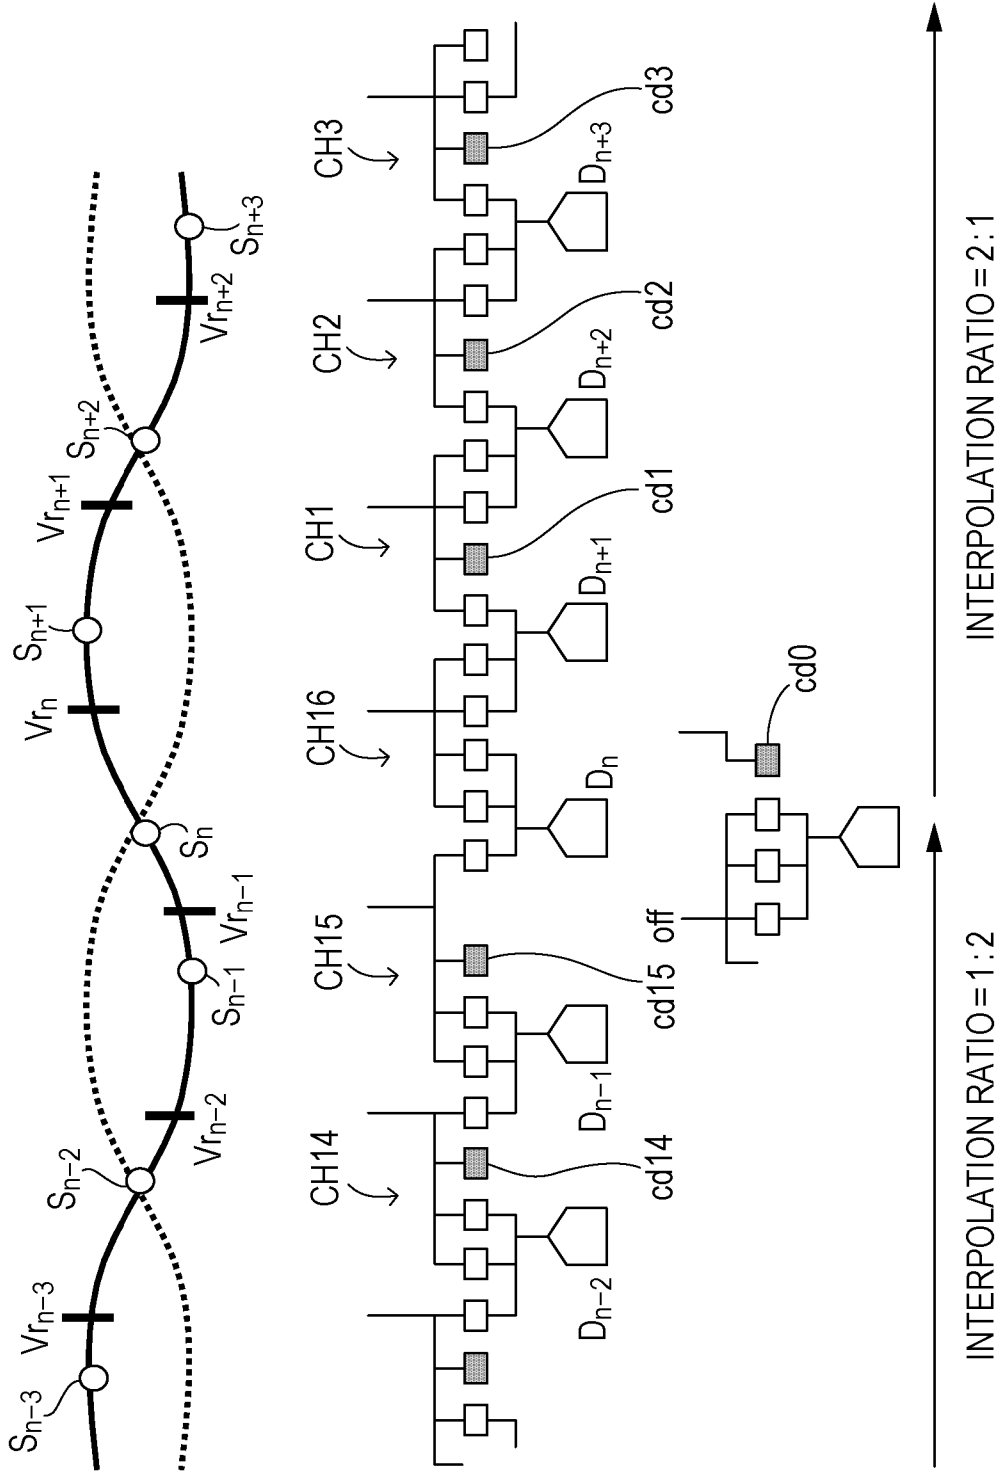 Sn−3
Vrn−3
Sn−2
Vrn−2
Sn−1
Vrn−1
Sn
Vrn
Sn+1
Vrn+1
Sn+2
Vrn+2
Sn+3
CH14
CH15
CH16
CH1
CH2
CH3
Dn−2
Dn−1
Dn
Dn+1
Dn+2
Dn+3
cd14
cd15
off
cd0
cd1
cd2
cd3
INTERPOLATION RATIO = 1 : 2
INTERPOLATION RATIO = 2 : 1